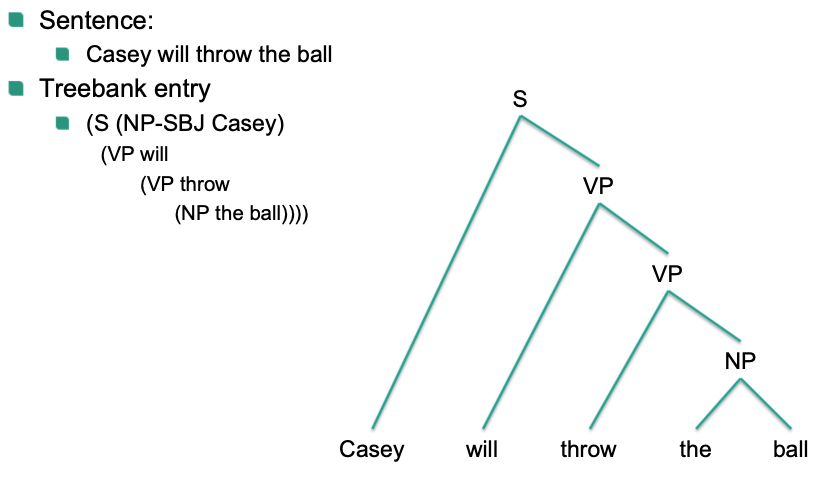 Sentence:
Casey will throw the ball
Treebank entry
(S (NP-SBJ Casey)
(VP will
(VP throw
(NP the ball))))
S
VP
VP
NP
Casey will throw the ball